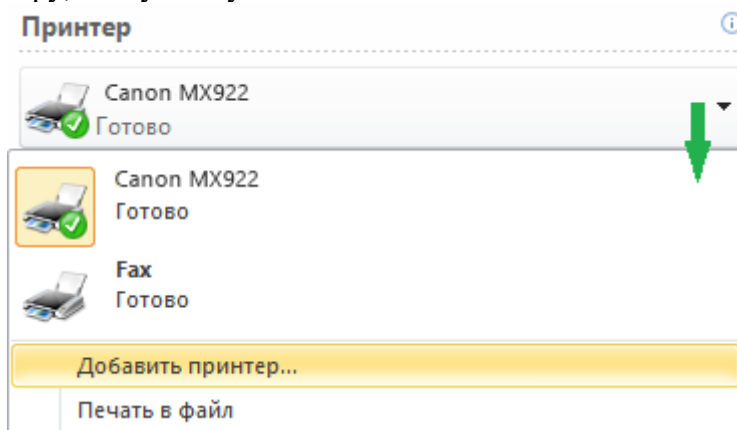 Принтер
Canon MX922
Готово
Canon MX922
Готово
Fax
Готово
Добавить принтер...
Печать в файл